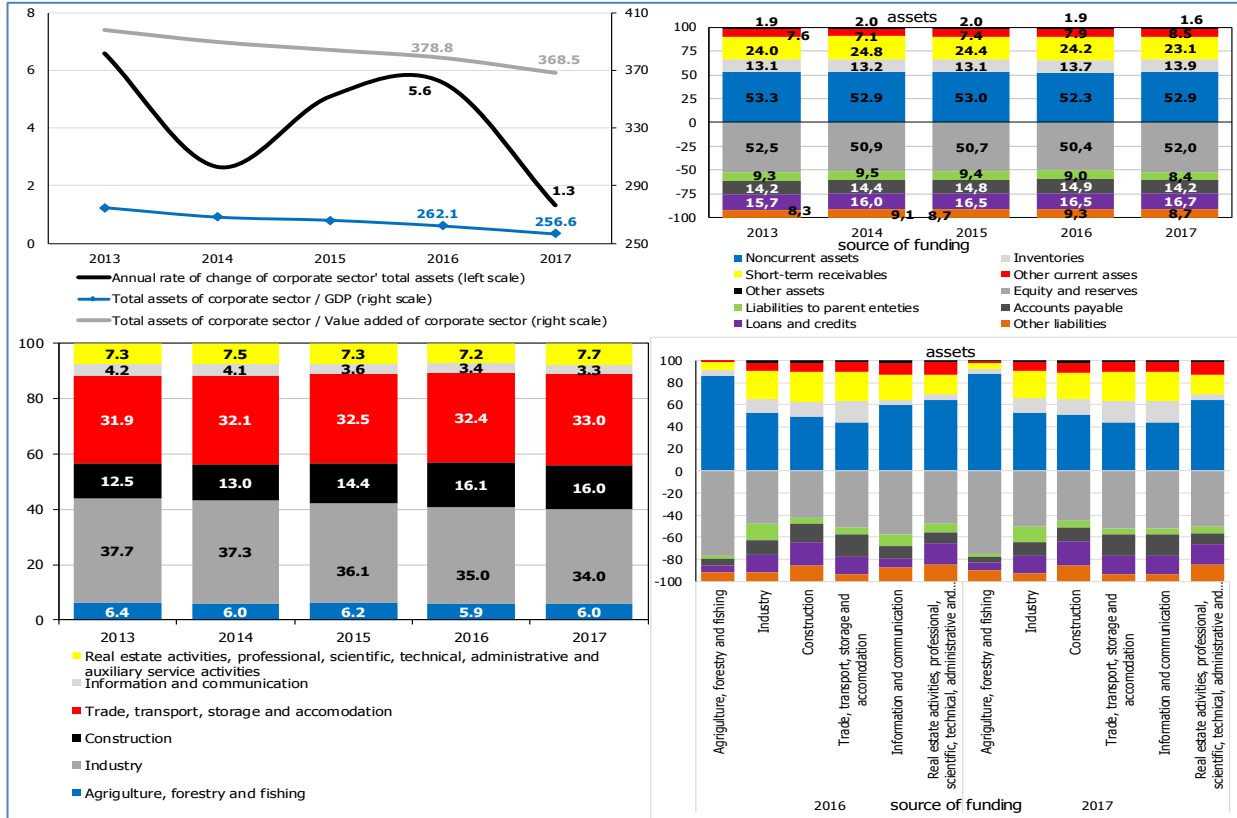 8
6
4
2
0
410
370
330
290
250
378.8
368.5
5.6
1.3
262.1
256.6
2013 2014 2015 2016 2017
Annual rate of change of corporate sector' total assets (left scale)
Total assets of corporate sector / GDP (right scale)
Total assets of corporate sector / Value added of corporate sector (right scale)
assets
100
75
50
25
0
-25
-50
-75
-100
1.9 2.0 2.0 1.9 1.6
7.6 7.1 7.4 7.9 8.5
24.0 24.8 24.4 24.2 23.1
13.1 13.2 13.1 13.7 13.9
53.3 52.9 53.0 52.3 52.9
52,5 50,9 50,7 50,4 52,0
9,3 9,5 9,4 9,0 8,4
14,2 14,4 14,8 14,9 14,2
15,7 16,0 16,5 16,5 16,7
8,3 9,1 8,7 9,3 8,7
2013 2014 2015 2016 2017
source of funding
Noncurrent assets
Inventories
Short-term receivables
Other current asses
Other assets
Equity and reserves
Liabilities to parent enteties
Accounts payable
Loans and credits
Other liabilities
100
80
60
40
20
0
7.3 7.5 7.3 7.2 7.7
4.2 4.1 3.6 3.4 3.3
31.9 32.1 32.5 32.4 33.0
12.5 13.0 14.4 16.1 16.0
37.7 37.3 36.1 35.0 34.0
6.4 6.0 6.2 5.9 6.0
2013 2014 2015 2016 2017
Real estate activities, professional, scientific, technical, administrative and
auxiliary service activities
Information and communication
Trade, transport, storage and accomodation
Construction
Industry
Agrigulture, forestry and fishing
assets
100
80
60
40
20
0
-20
-40
-60
-80
-100
Agrigulture, forestry and fishing
Industry
Construction
Trade, transport, storage and
accomodation
Information and communication
Real estate activities, professional,
scientific, technical, administrative and...
Agrigulture, forestry and fishing
Industry
Construction
Trade, transport, storage and
accomodation
Information and communication
Real estate activities, professional,
scientific, technical, administrative and...
2016 source of funding 2017